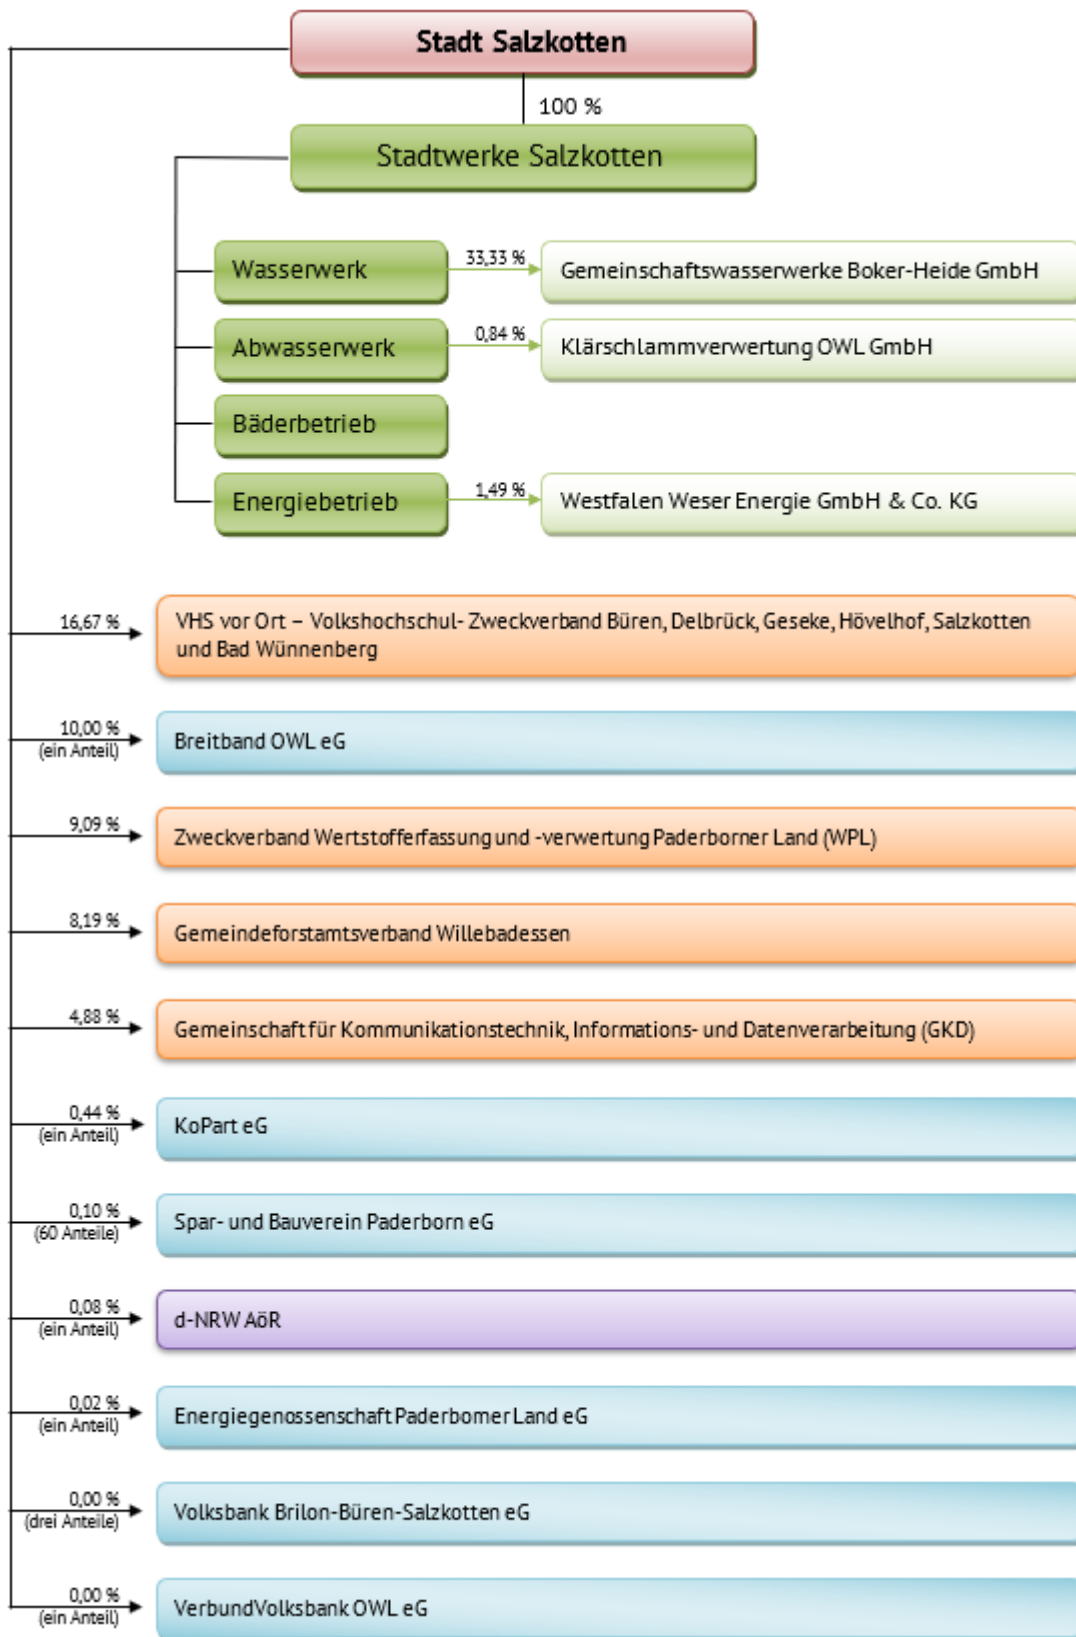 Stadt Salzkotten
100 %
Stadtwerke Salzkotten
Wasserwerk
33,33 %
Gemeinschaftswasserwerke Boker-Heide GmbH
Abwasserwerk
0,84 %
Klärschlammverwertung OWL GmbH
Bäderbetrieb
Energiebetrieb
1,49 %
Westfalen Weser Energie GmbH & Co. KG
16,67 %
VHS vor Ort – Volkshochschul- Zweckverband Büren, Delbrück, Geseke, Hövelhof, Salzkotten
und Bad Wünnenberg
10,00 %
(ein Anteil)
Breitband OWL eG
9,09 %
Zweckverband Wertstofferfassung und -verwertung Paderborner Land (WPL)
8,19 %
Gemeindeforstamtsverband Willebadessen
4,88 %
Gemeinschaft für Kommunikationstechnik, Informations- und Datenverarbeitung (GKD)
0,44 %
(ein Anteil)
KoPart eG
0,10 %
(60 Anteile)
Spar- und Bauverein Paderborn eG
0,08 %
(ein Anteil)
d-NRW AöR
0,02 %
(ein Anteil)
Energiegenossenschaft Paderborner Land eG
0,00 %
(drei Anteile)
Volksbank Brilon-Büren-Salzkotten eG
0,00 %
(ein Anteil)
VerbundVolksbank OWL eG